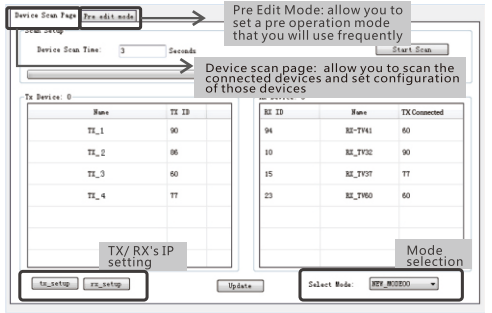 Device Scan Page
Pre edit mode
Pre Edit Mode: allow you to
set a pre operation mode
that you will use frequently
Scan Setup
Device Scan Time:
3
Seconds
Start Scan
Device scan page: allow you to scan the
connected devices and set configuration
of those devices
Tx Device: 0
Name
TX ID
TX_1
90
TX_2
86
TX_3
60
TX_4
77
RX ID
Name
TX Connected
94
RX-TV41
60
10
RX_TV32
90
15
RX_TV37
77
23
RX_TV60
60
TX/ RX's IP
setting
Mode
selection
tx_setup
rx_setup
Update
Select Mode:
NEW_MODE00